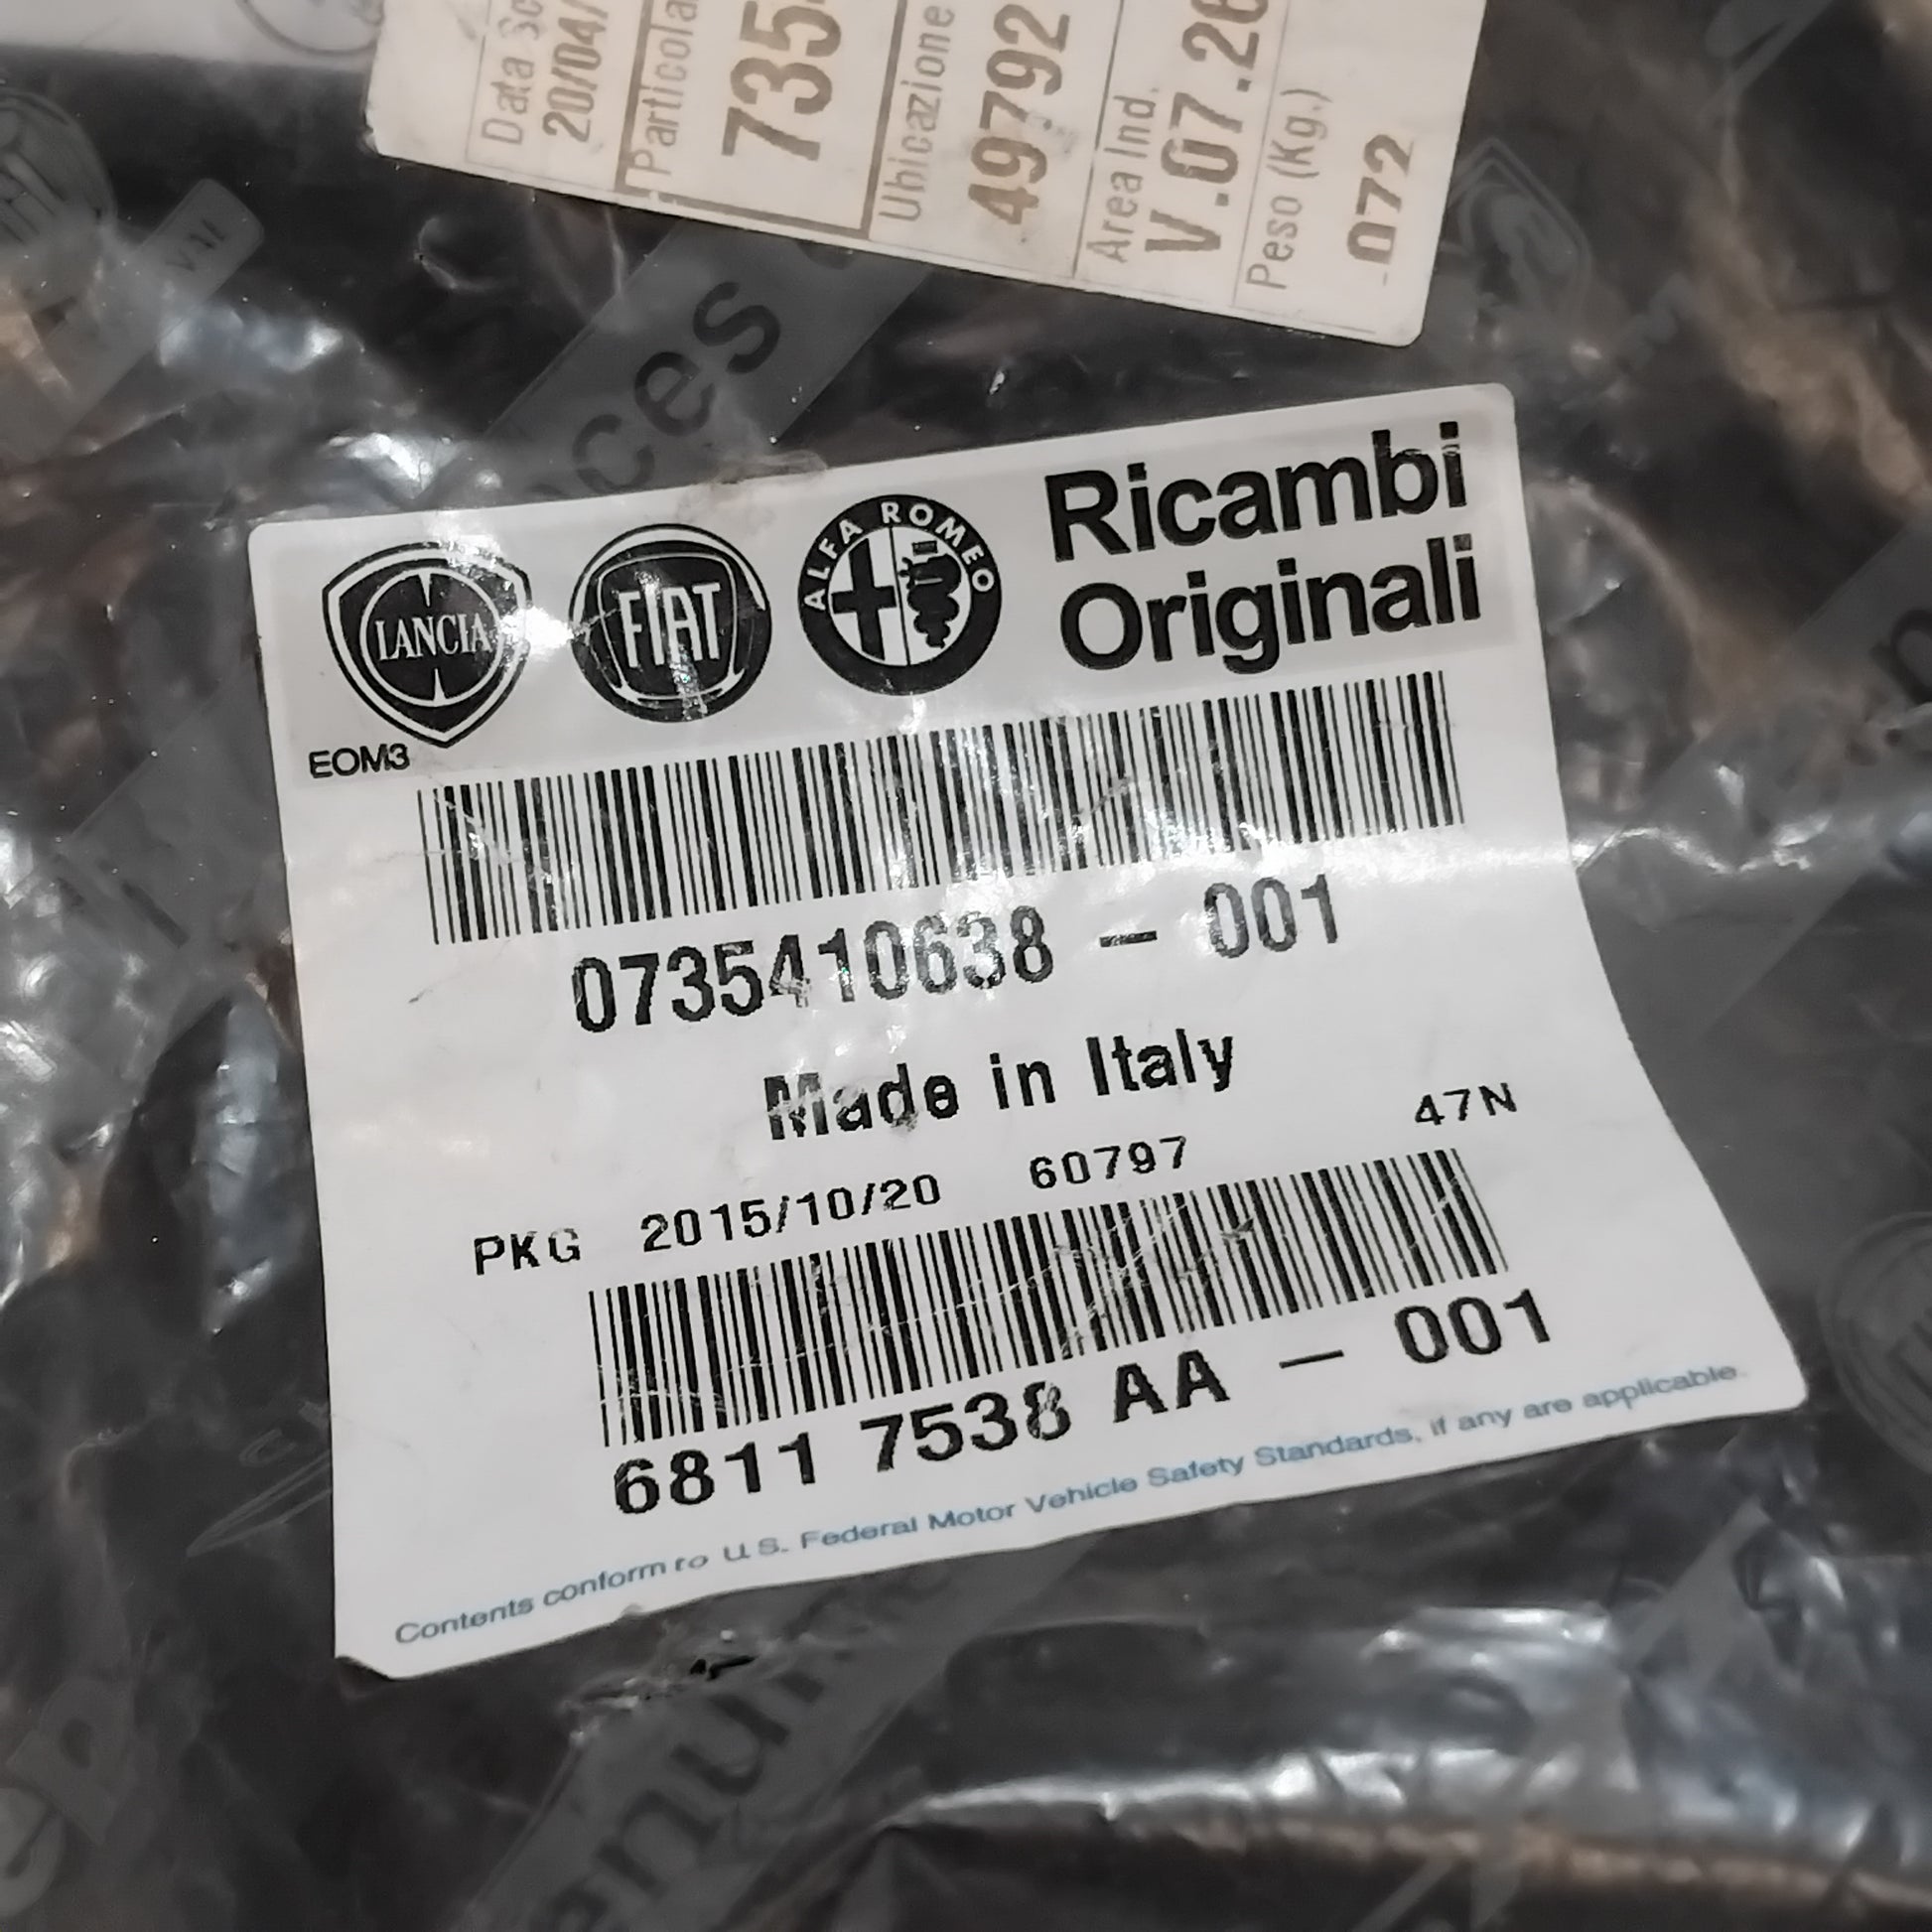 Data
20/04/
Particola
735
Ubicazione
49792
Area Ind.
V.07.26
Peso (Kg.)
.072
ces
LANCIA
FIAT
ALFA ROMEO
Ricambi
Originali
EOM3
0735410638 - 001
Made in Italy
47N
PKG 2015/10/20 60797
6811 7538 AA - 001
Contents conform to U.S. Federal Motor Vehicle Safety Standards, if any are applicable.